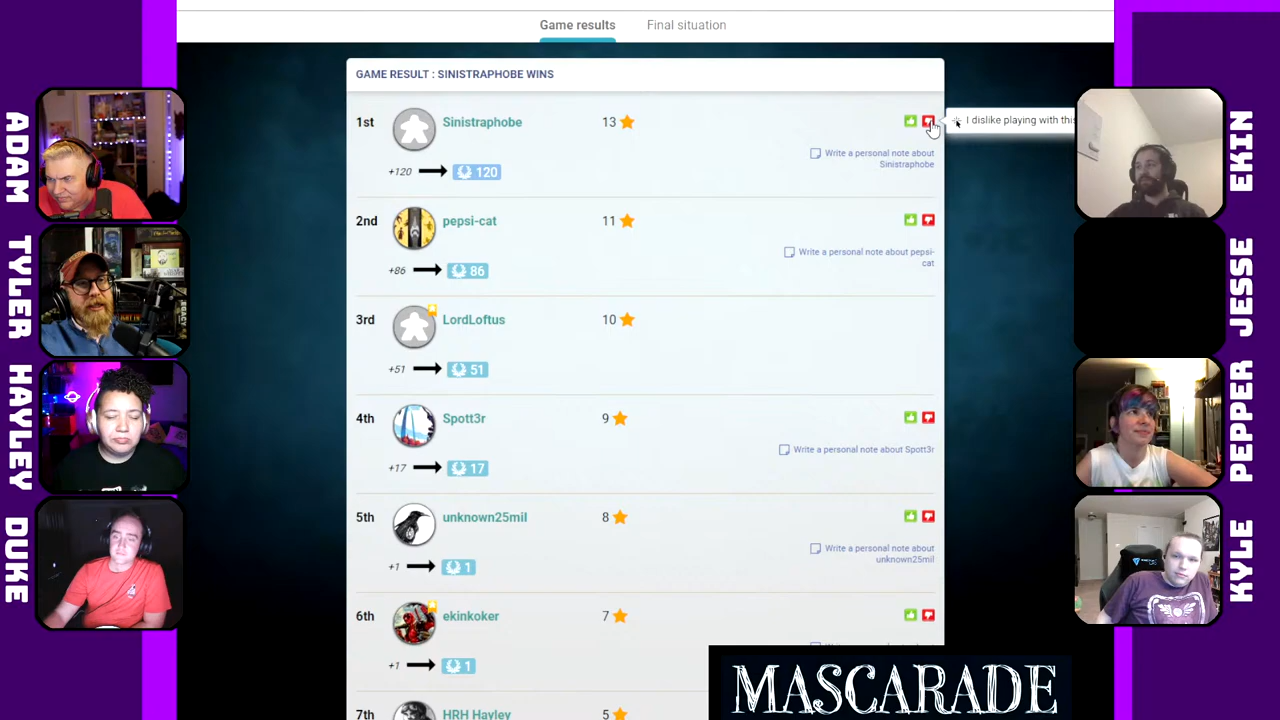 Game results
Final situation
GAME RESULT : SINISTRAPHOBE WINS
1st
Sinistraphobe
13
I dislike playing with this
Write a personal note about
Sinistraphobe
+120
120
2nd
pepsi-cat
11
Write a personal note about pepsi-
cat
+86
86
3rd
LordLoftus
10
+51
51
4th
Spott3r
9
Write a personal note about Spott3r
+17
17
5th
unknown25mil
8
Write a personal note about
unknown25mil
+1
1
6th
ekinkoker
7
+1
1
7th
HRH Hayley
5
MASCARADE
ADAM
TYLER
HAYLEY
DUKE
EKIN
JESSE
PEPPER
KYLE